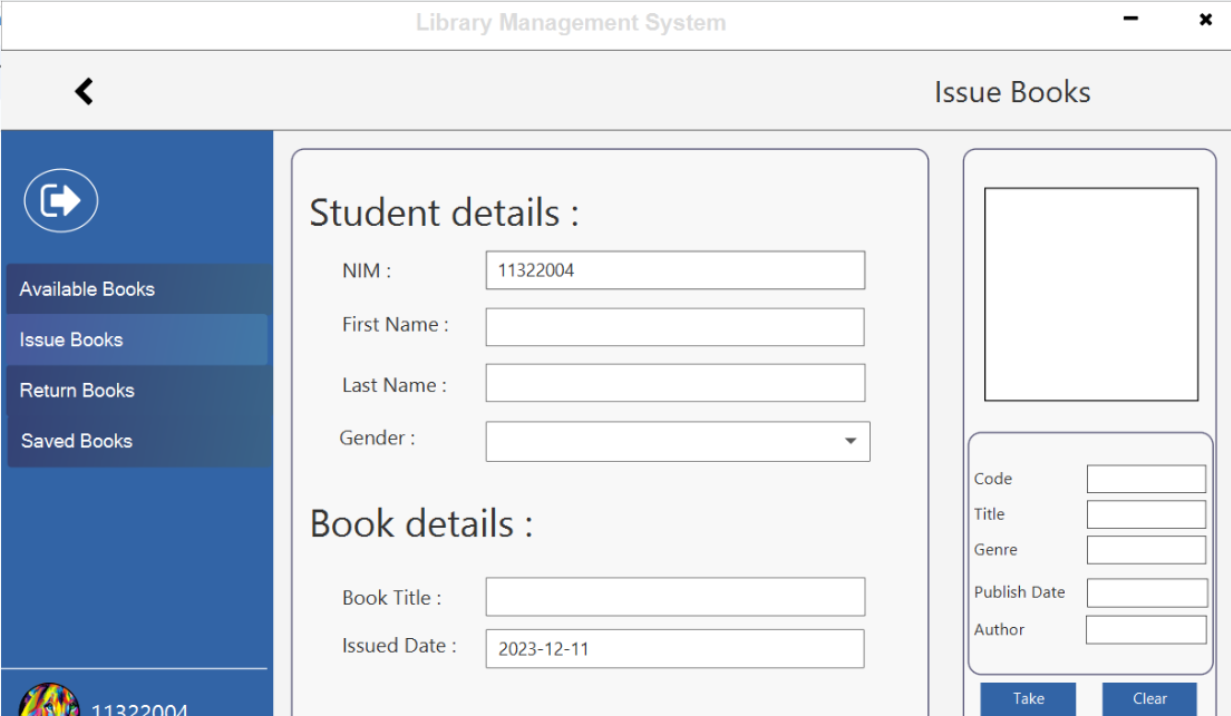 Library Management System
Issue Books
Available Books
Issue Books
Return Books
Saved Books
11322004
Student details :
NIM : 11322004
First Name :
Last Name :
Gender :
Book details :
Book Title :
Issued Date : 2023-12-11
Code
Title
Genre
Publish Date
Author
Take Clear